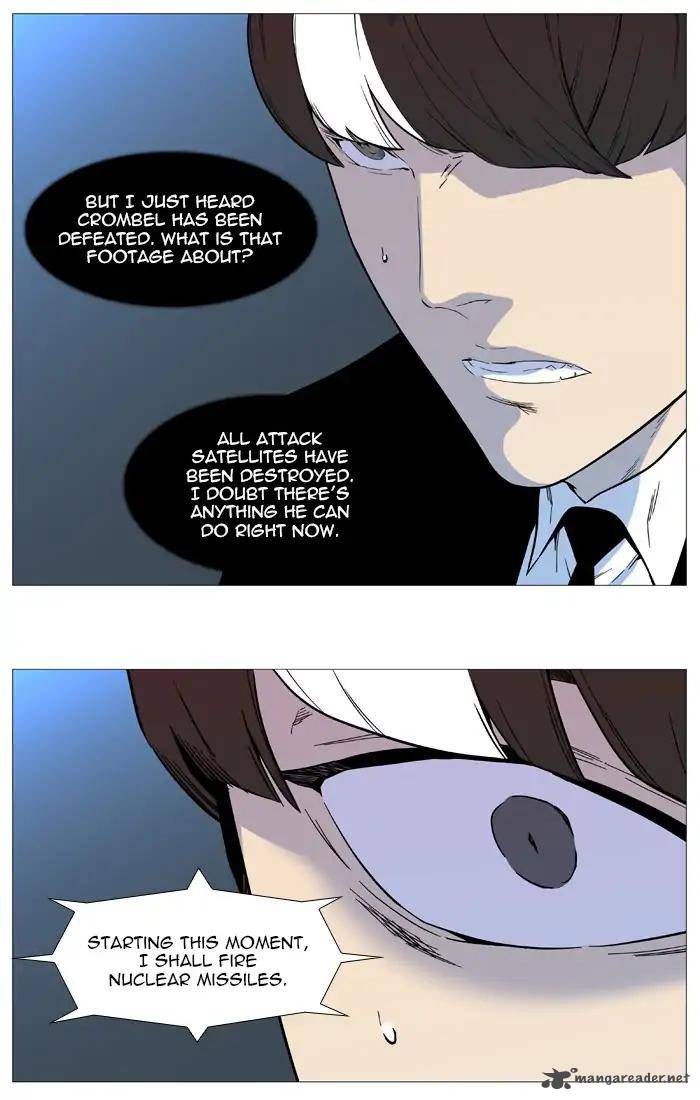 BUT I JUST HEARD
CROMBEL HAS BEEN
DEFEATED. WHAT IS THAT
FOOTAGE ABOUT?
ALL ATTACK
SATELLITES HAVE
BEEN DESTROYED.
I DOUBT THERE'S
ANYTHING HE CAN
DO RIGHT NOW.
STARTING THIS MOMENT,
I SHALL FIRE
NUCLEAR MISSILES.
mangareader.net